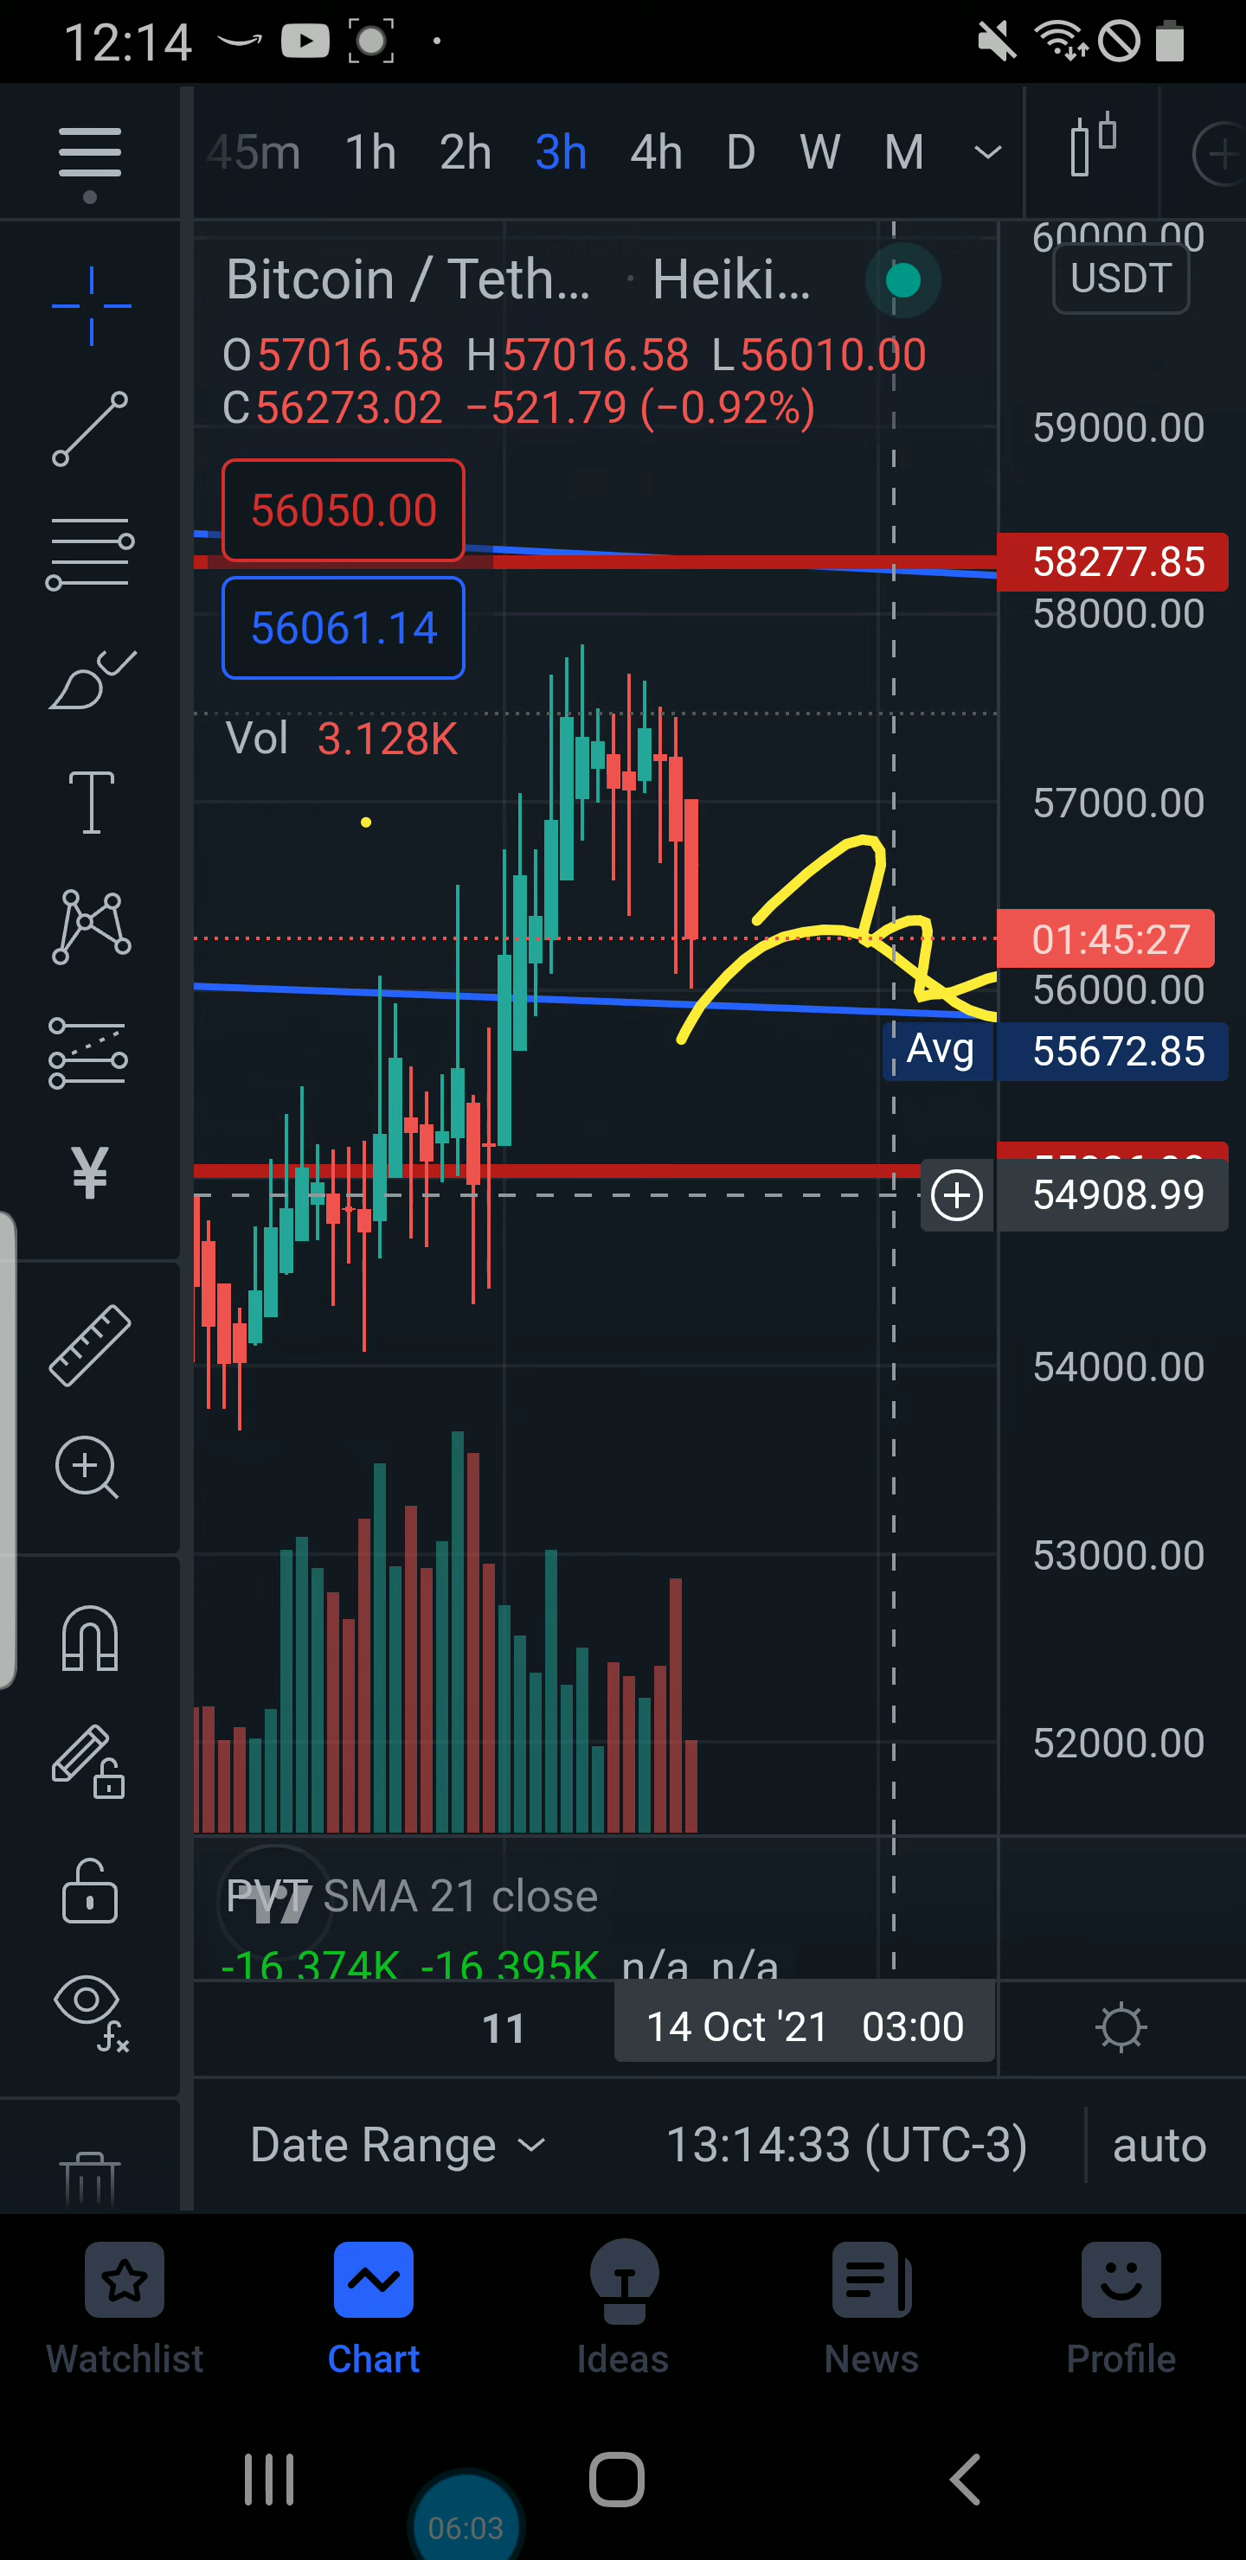 12:14
45m 1h 2h 3h 4h D W M
60000.00
Bitcoin / Teth... · Heiki...
USDT
O57016.58 H57016.58 L56010.00
C56273.02 −521.79 (−0.92%)
59000.00
56050.00
58277.85
58000.00
56061.14
Vol 3.128K
57000.00
01:45:27
56000.00
Avg 55672.85
54908.99
54000.00
53000.00
52000.00
PVT SMA 21 close
-16.374K -16.395K n/a n/a
11
14 Oct '21 03:00
Date Range
13:14:33 (UTC-3)
auto
Watchlist
Chart
Ideas
News
Profile
06:03